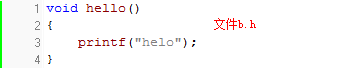 1 void hello()
2 {
文件b.h
3     printf("helo");
4 }